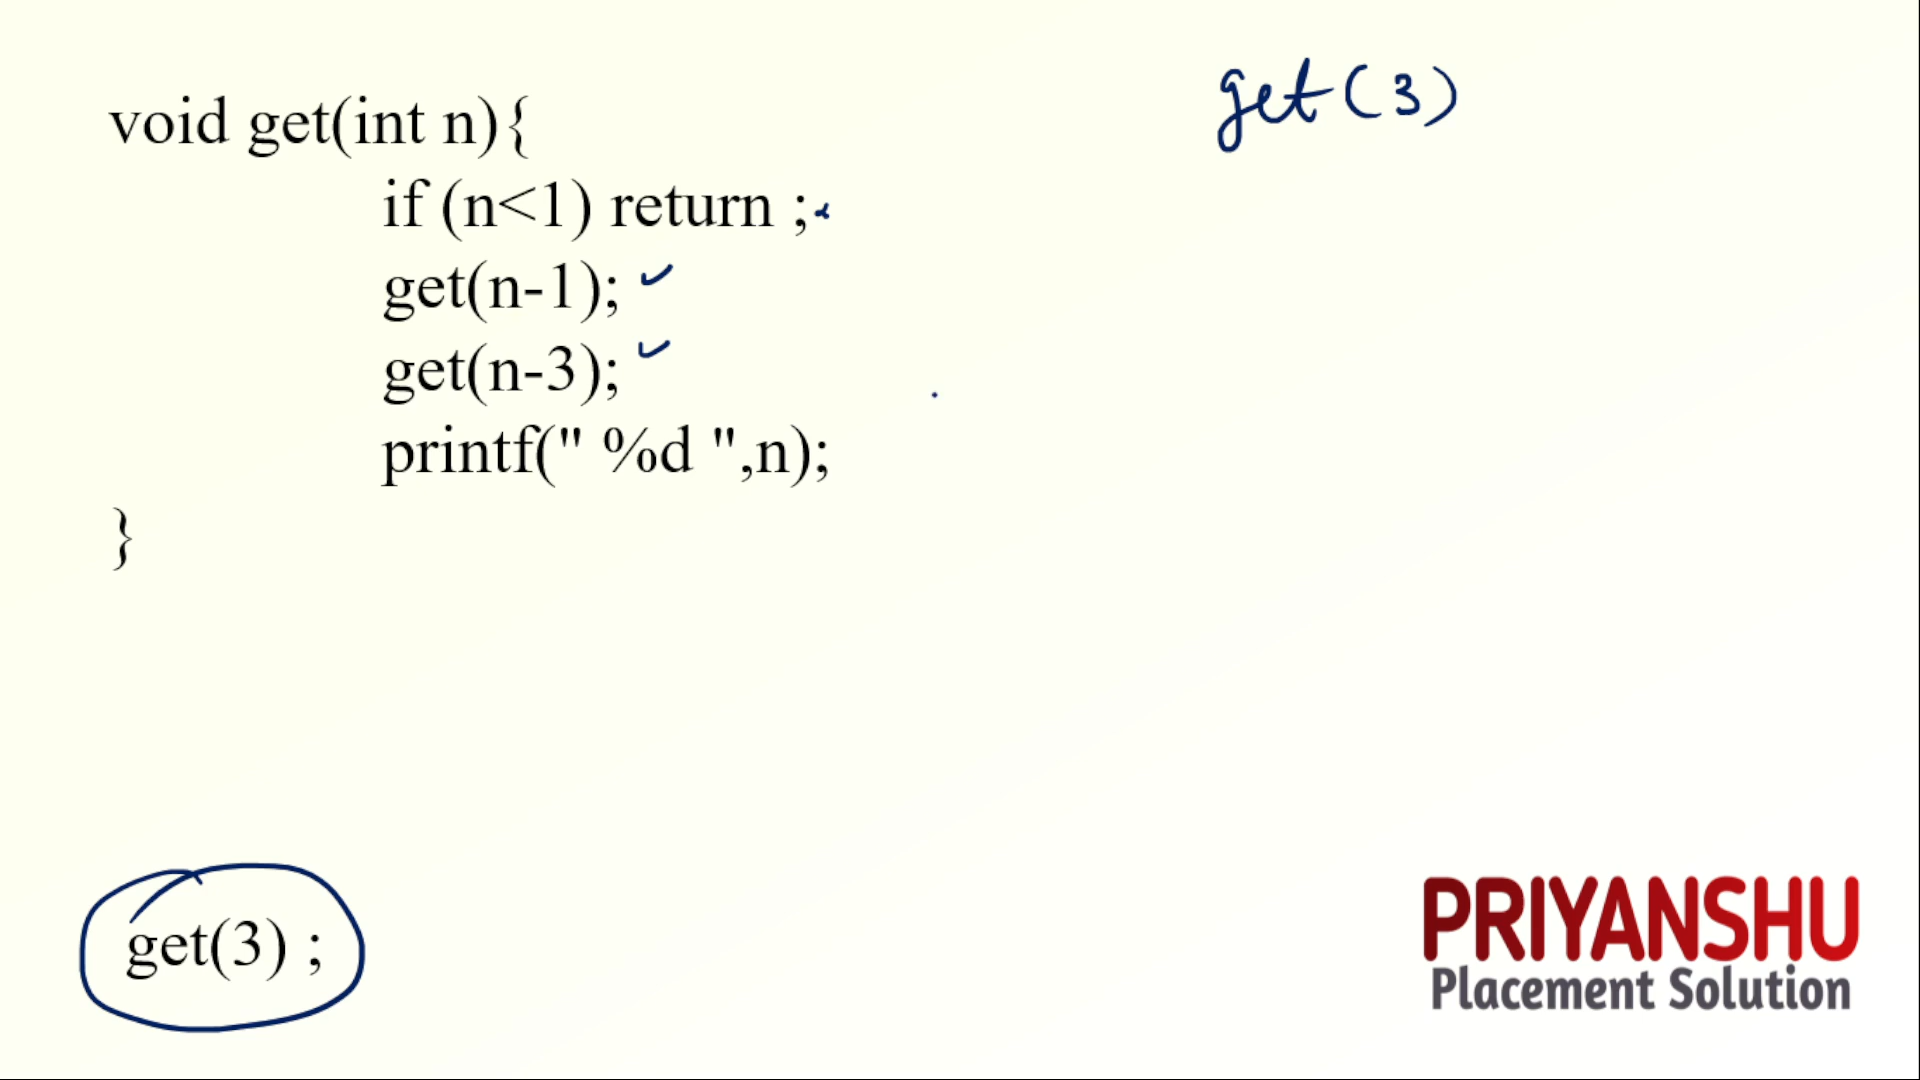 void get(int n){
if (n<1) return ;
get(n-1);
get(n-3);
printf(" %d ",n);
}
get(3) ;
get(3)
PRIYANSHU
Placement Solution